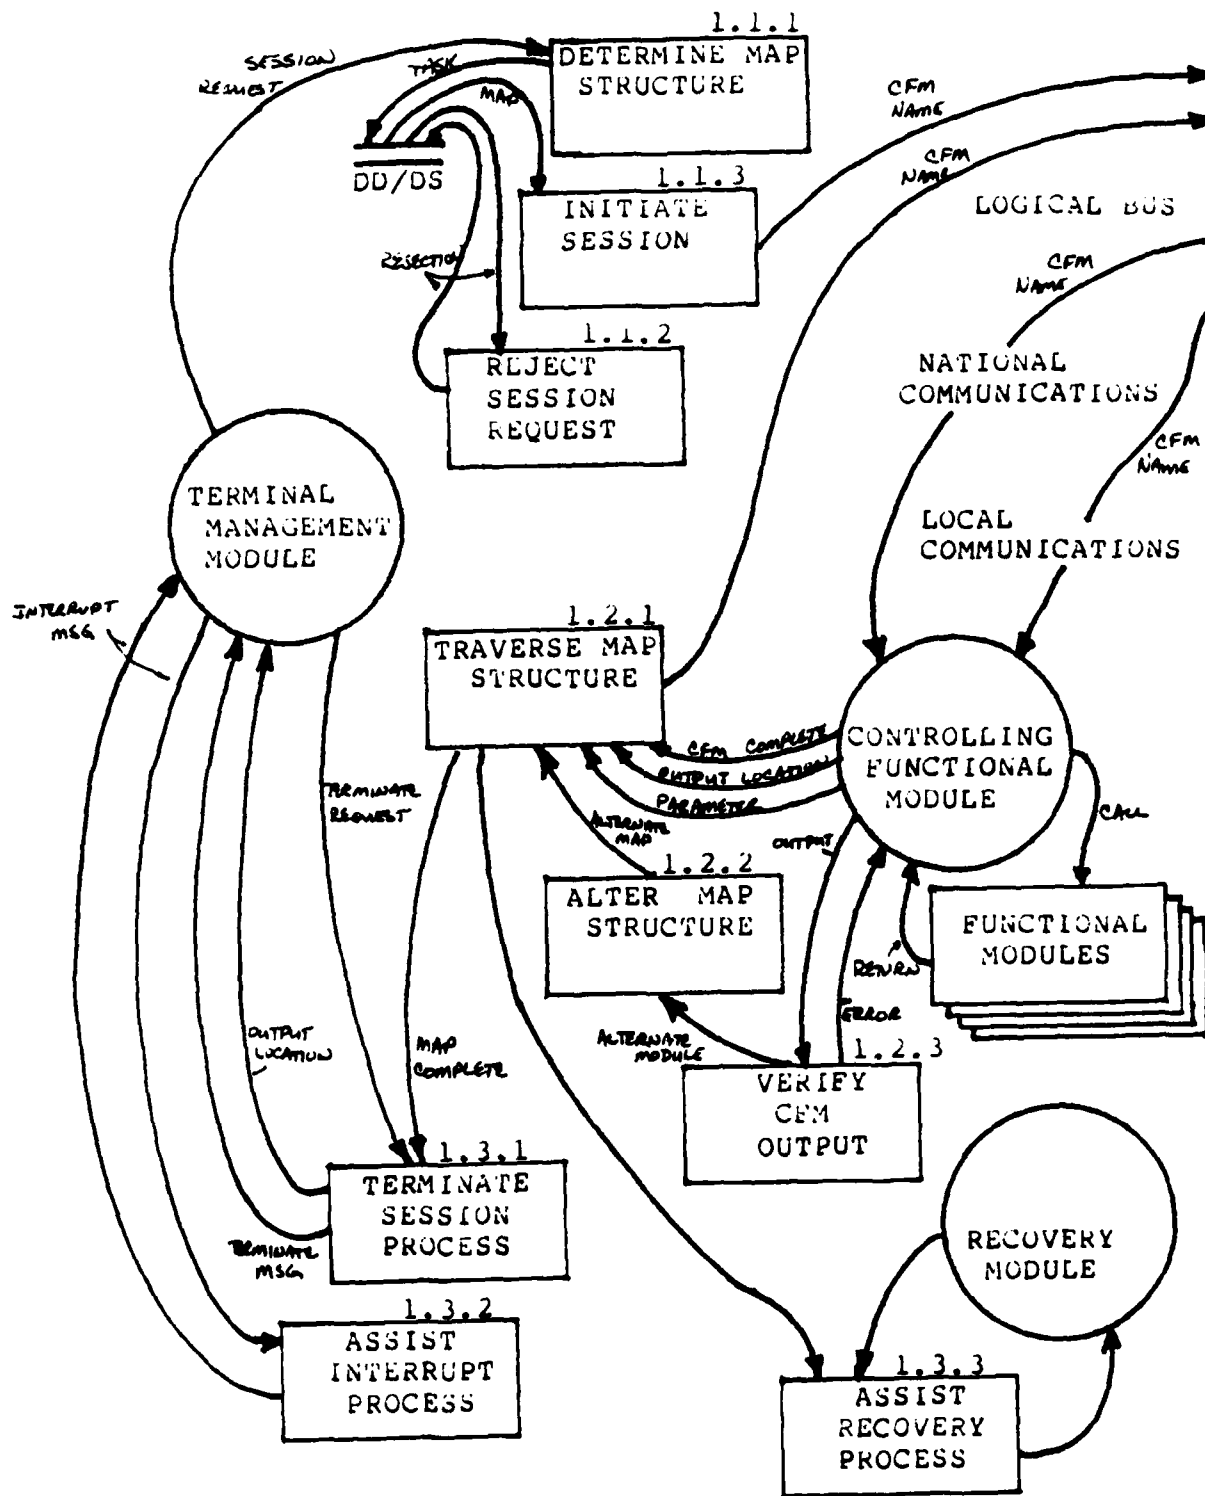 1.1.1
DETERMINE MAP
STRUCTURE
SESSION
REQUEST
TASK
MAP
DD/DS
1.1.3
INITIATE
SESSION
CFM
NAME
CFM
NAME
LOGICAL BUS
REJECTION
1.1.2
REJECT
SESSION
REQUEST
CFM
NAME
NATIONAL
COMMUNICATIONS
CFM
NAME
LOCAL
COMMUNICATIONS
TERMINAL
MANAGEMENT
MODULE
INTERRUPT
MSG
1.2.1
TRAVERSE MAP
STRUCTURE
CFM COMPLETE
OUTPUT LOCATION
PARAMETER
CONTROLLING
FUNCTIONAL
MODULE
TERMINATE
REQUEST
ALTERNATE
MAP
OUTPUT
CALL
1.2.2
ALTER MAP
STRUCTURE
FUNCTIONAL
MODULES
RETURN
ERROR
ALTERNATE
MODULE
1.2.3
VERIFY
CFM
OUTPUT
OUTPUT
LOCATION
MAP
COMPLETE
1.3.1
TERMINATE
SESSION
PROCESS
TERMINATE
MSG
RECOVERY
MODULE
1.3.2
ASSIST
INTERRUPT
PROCESS
1.3.3
ASSIST
RECOVERY
PROCESS